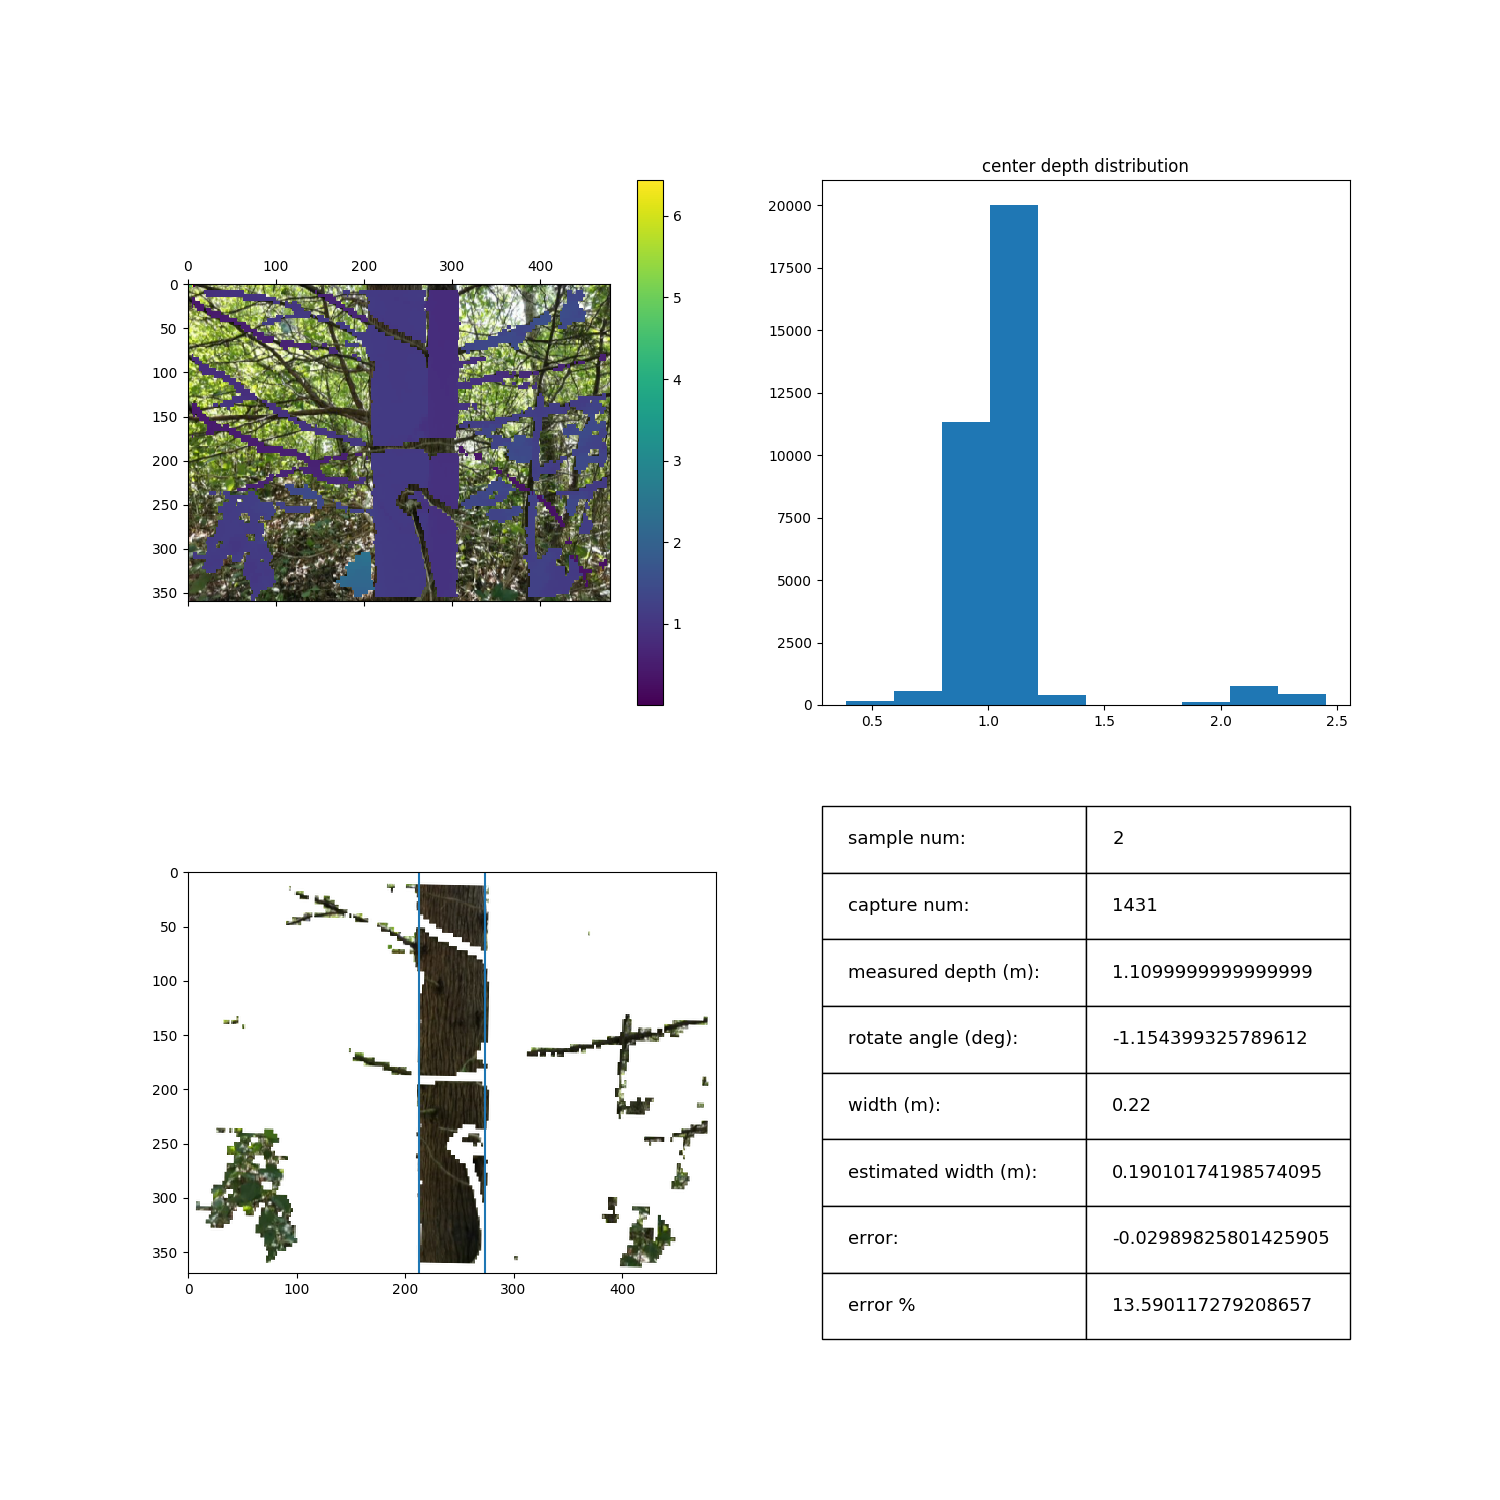 0 100 200 300 400
0
50
100
150
200
250
300
350
6
5
4
3
2
1
center depth distribution
20000
17500
15000
12500
10000
7500
5000
2500
0
0.5 1.0 1.5 2.0 2.5
0
50
100
150
200
250
300
350
0 100 200 300 400
sample num: 2
capture num: 1431
measured depth (m): 1.1099999999999999
rotate angle (deg): -1.154399325789612
width (m): 0.22
estimated width (m): 0.19010174198574095
error: -0.02989825801425905
error % 13.590117279208657